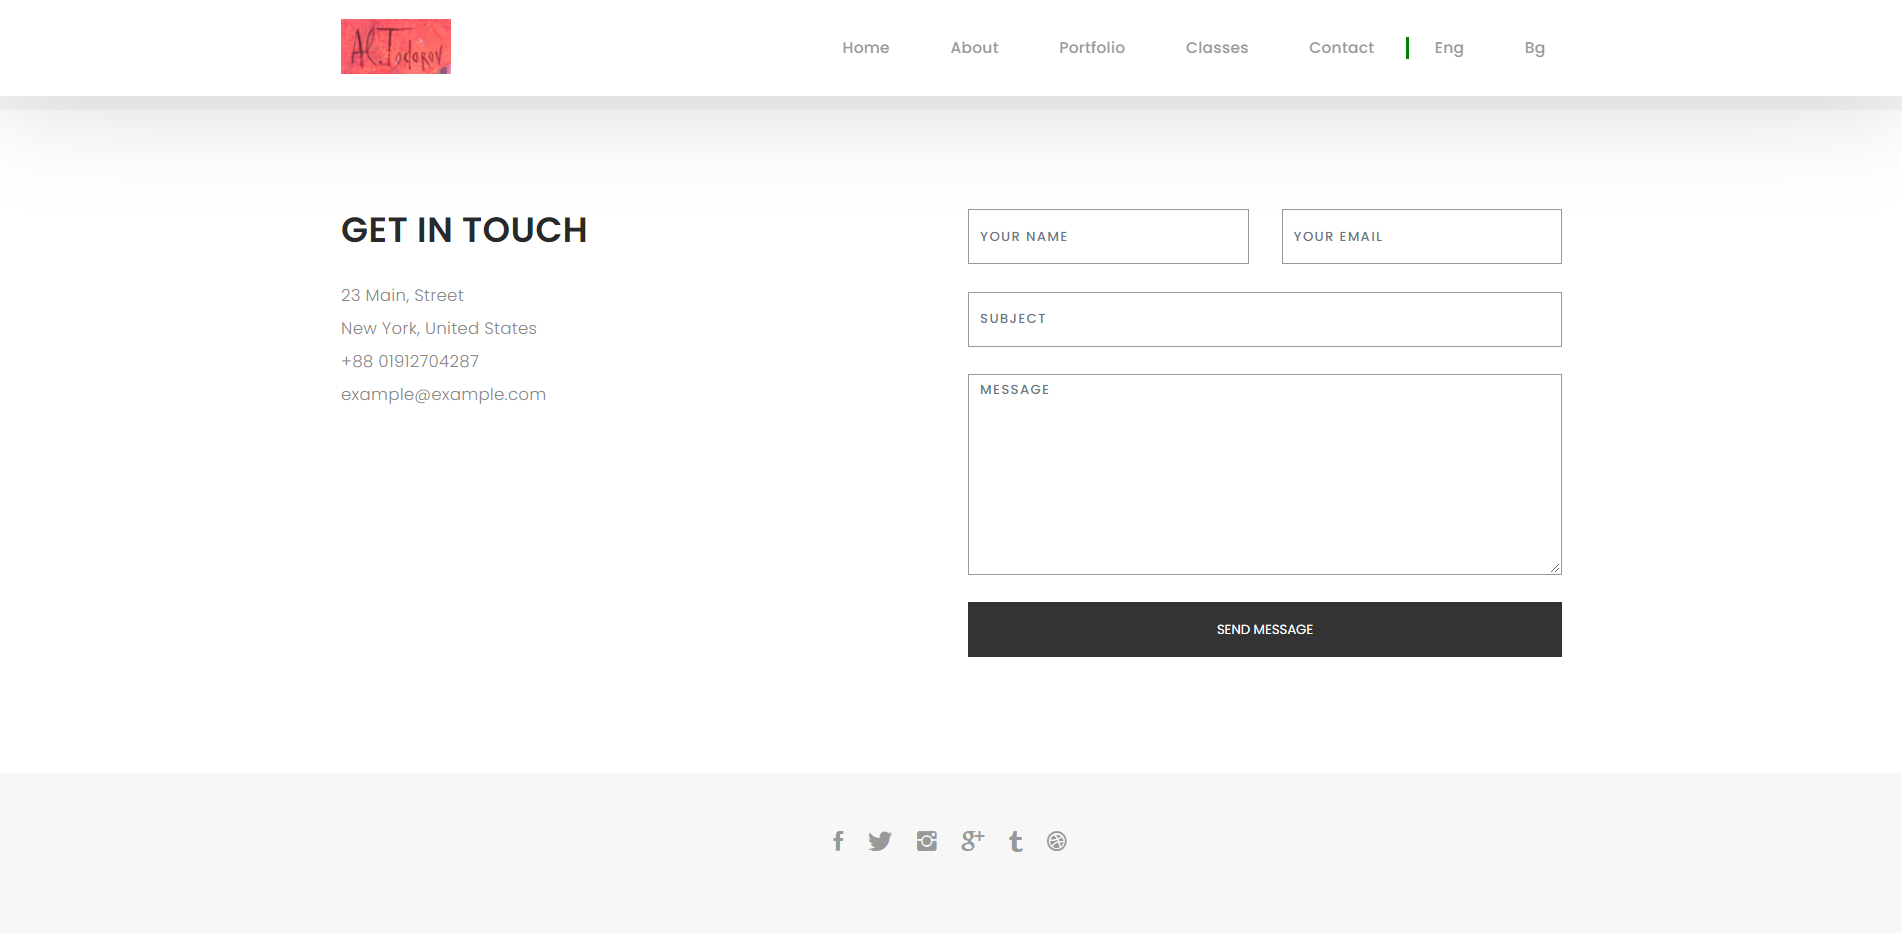 Al.Todorov
Home About Portfolio Classes Contact Eng Bg
GET IN TOUCH
23 Main, Street
New York, United States
+88 01912704287
example@example.com
YOUR NAME YOUR EMAIL
SUBJECT
MESSAGE
SEND MESSAGE